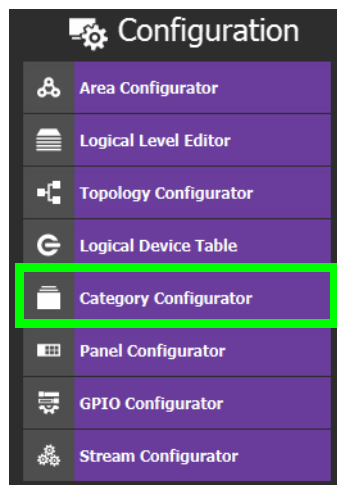 Configuration
Area Configurator
Logical Level Editor
Topology Configurator
Logical Device Table
Category Configurator
Panel Configurator
GPIO Configurator
Stream Configurator